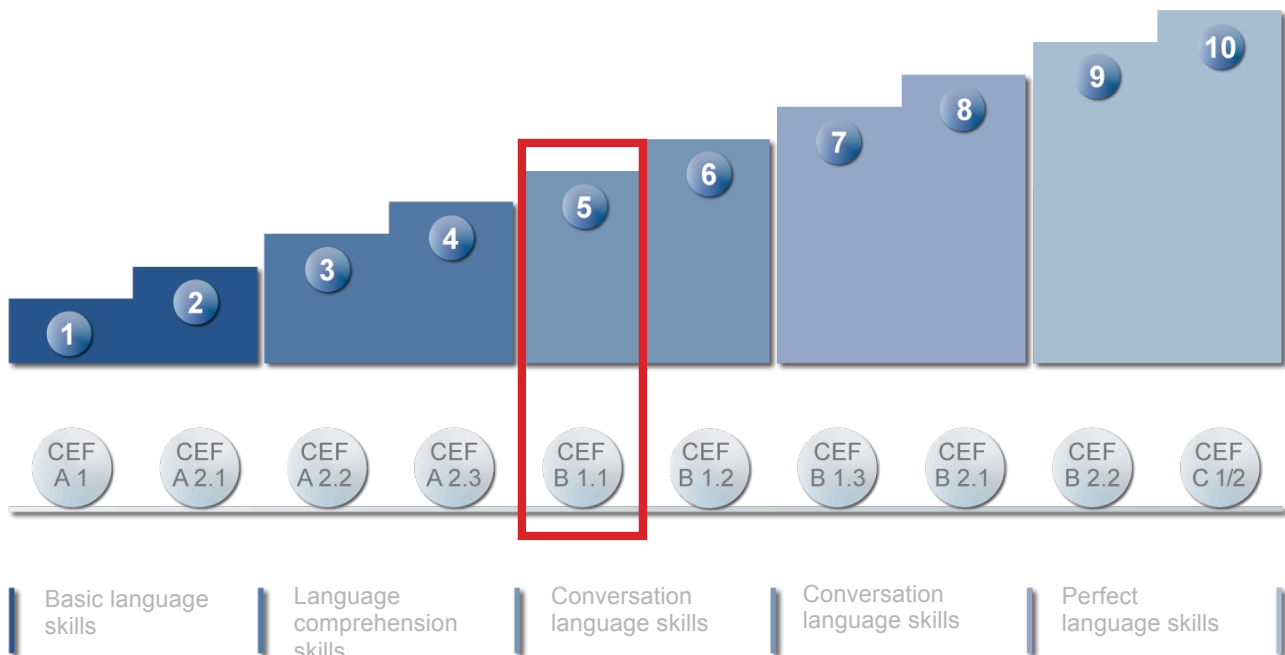 1
2
3
4
5
6
7
8
9
10
CEF
A 1
CEF
A 2.1
CEF
A 2.2
CEF
A 2.3
CEF
B 1.1
CEF
B 1.2
CEF
B 1.3
CEF
B 2.1
CEF
B 2.2
CEF
C 1/2
Basic language
skills
Language
comprehension
skills
Conversation
language skills
Conversation
language skills
Perfect
language skills